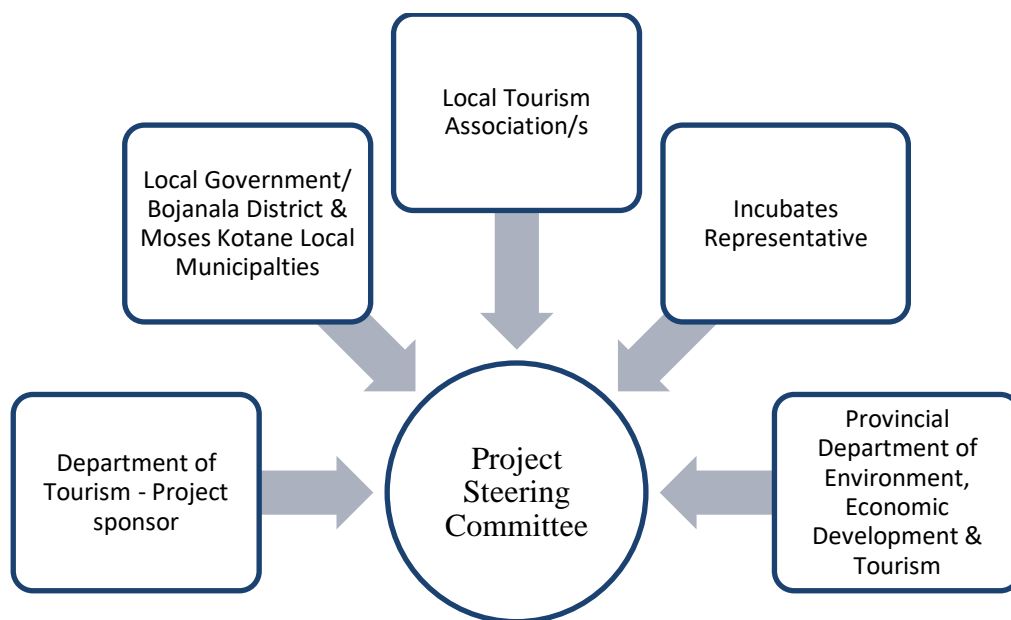 Local Tourism
Association/s
Local Government/
Bojanala District &
Moses Kotane Local
Municipalties
Incubates
Representative
Department of
Tourism - Project
sponsor
Project
Steering
Committee
Provincial
Department of
Environment,
Economic
Development &
Tourism